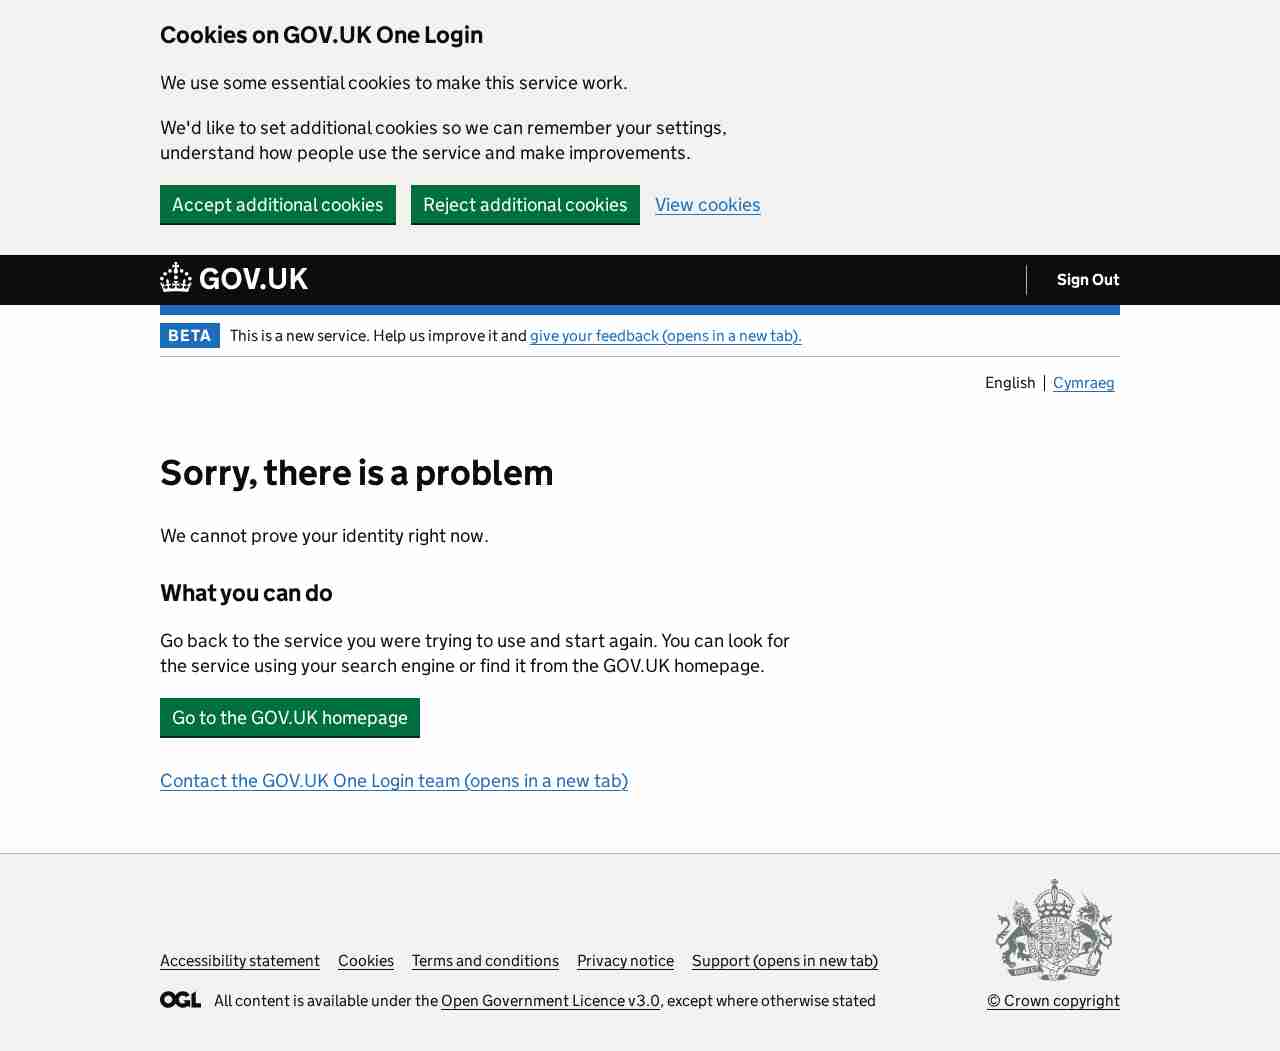 Cookies on GOV.UK One Login
We use some essential cookies to make this service work.
We'd like to set additional cookies so we can remember your settings,
understand how people use the service and make improvements.
Accept additional cookies Reject additional cookies View cookies
GOV.UK Sign Out
BETA This is a new service. Help us improve it and give your feedback (opens in a new tab).
English Cymraeg
Sorry, there is a problem
We cannot prove your identity right now.
What you can do
Go back to the service you were trying to use and start again. You can look for
the service using your search engine or find it from the GOV.UK homepage.
Go to the GOV.UK homepage
Contact the GOV.UK One Login team (opens in a new tab)
Accessibility statement Cookies Terms and conditions Privacy notice Support (opens in new tab)
OGL All content is available under the Open Government Licence v3.0, except where otherwise stated
© Crown copyright